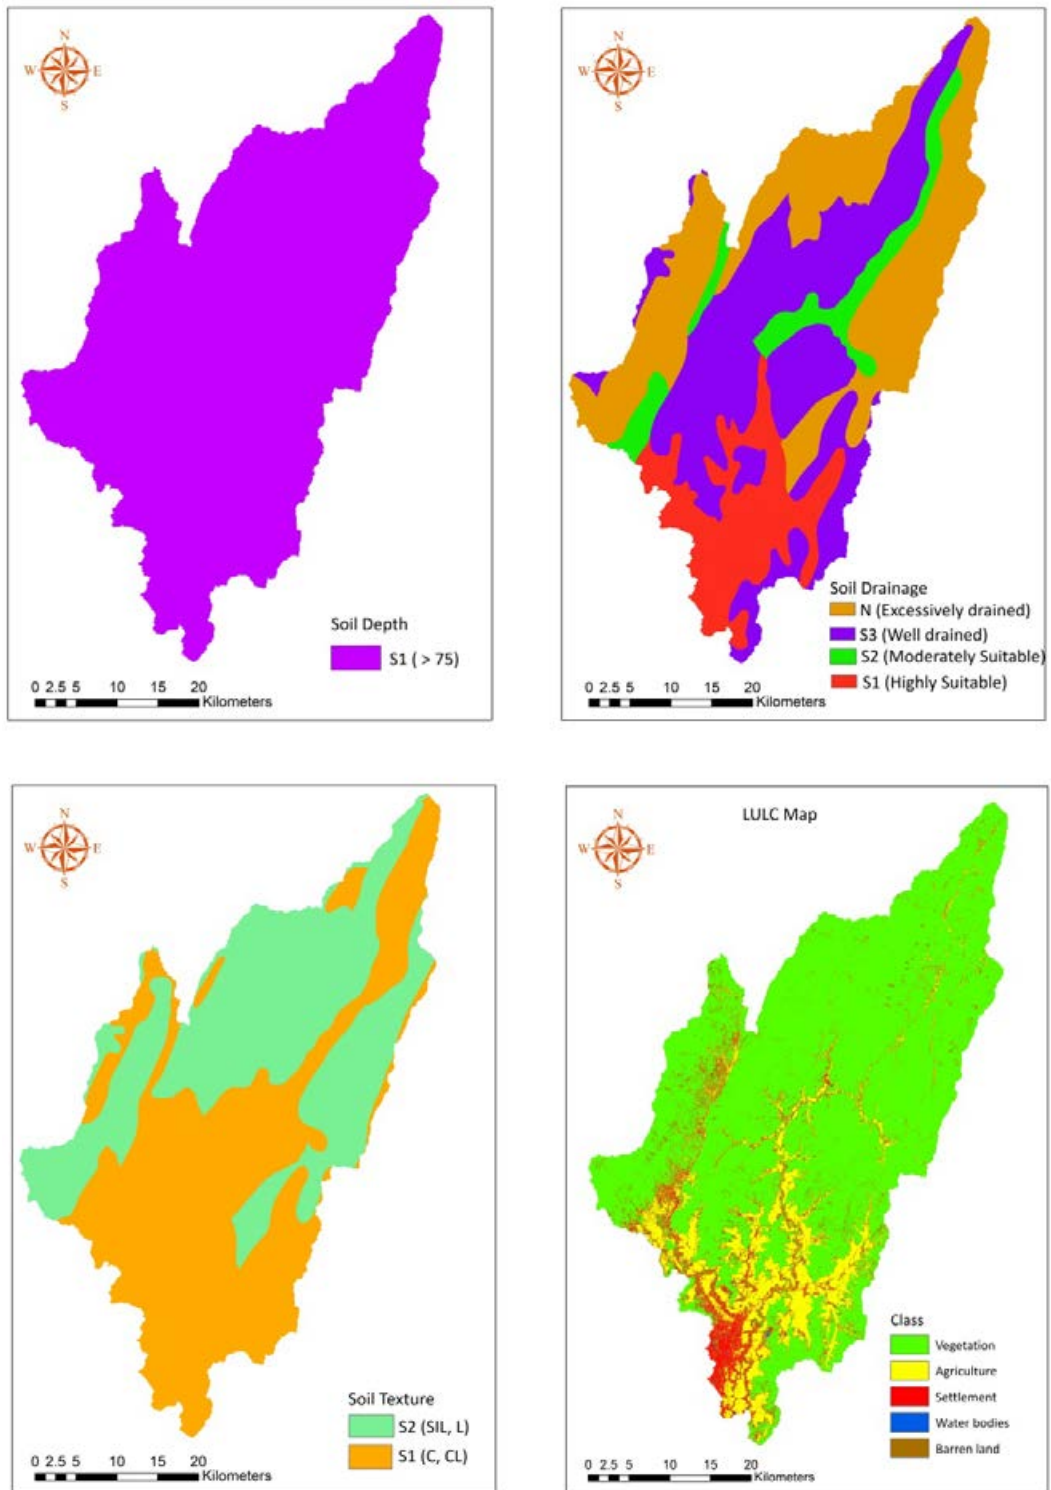 N
W E
S
Soil Depth
S1 ( > 75)
0 2.5 5 10 15 20
Kilometers
N
W E
S
Soil Drainage
N (Excessively drained)
S3 (Well drained)
S2 (Moderately Suitable)
S1 (Highly Suitable)
0 2.5 5 10 15 20
Kilometers
N
W E
S
Soil Texture
S2 (SIL, L)
S1 (C, CL)
0 2.5 5 10 15 20
Kilometers
LULC Map
N
W E
S
Class
Vegetation
Agriculture
Settlement
Water bodies
Barren land
0 2.5 5 10 15 20
Kilometers